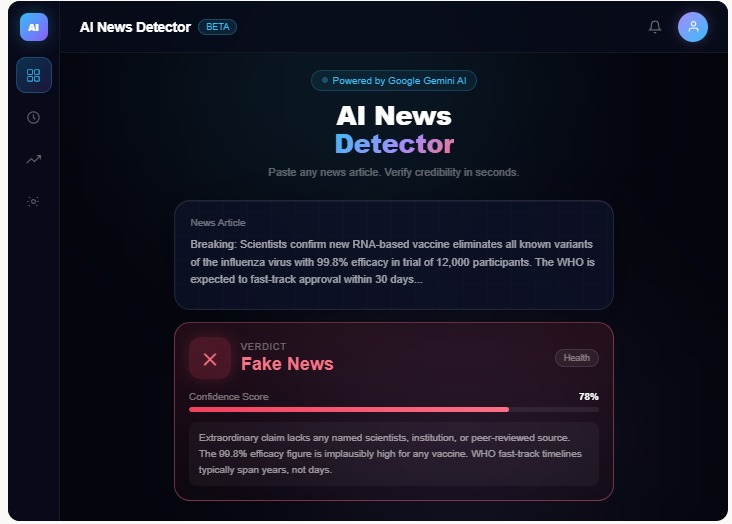 AI
AI News Detector
BETA
Powered by Google Gemini AI
AI News
Detector
Paste any news article. Verify credibility in seconds.
News Article
Breaking: Scientists confirm new RNA-based vaccine eliminates all known variants
of the influenza virus with 99.8% efficacy in trial of 12,000 participants. The WHO is
expected to fast-track approval within 30 days...
VERDICT
Fake News
Health
Confidence Score
78%
Extraordinary claim lacks any named scientists, institution, or peer-reviewed source.
The 99.8% efficacy figure is implausibly high for any vaccine. WHO fast-track timelines
typically span years, not days.